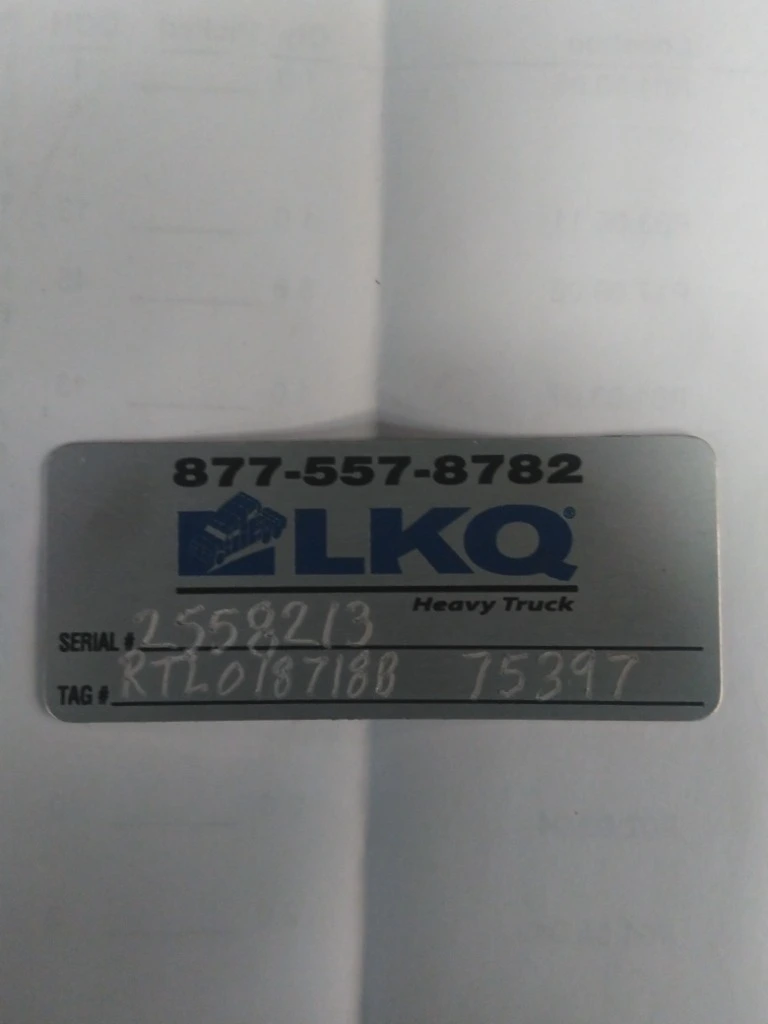 877-557-8782
LKQ®
Heavy Truck
SERIAL # 2558213
TAG # RTLO18718B 75397